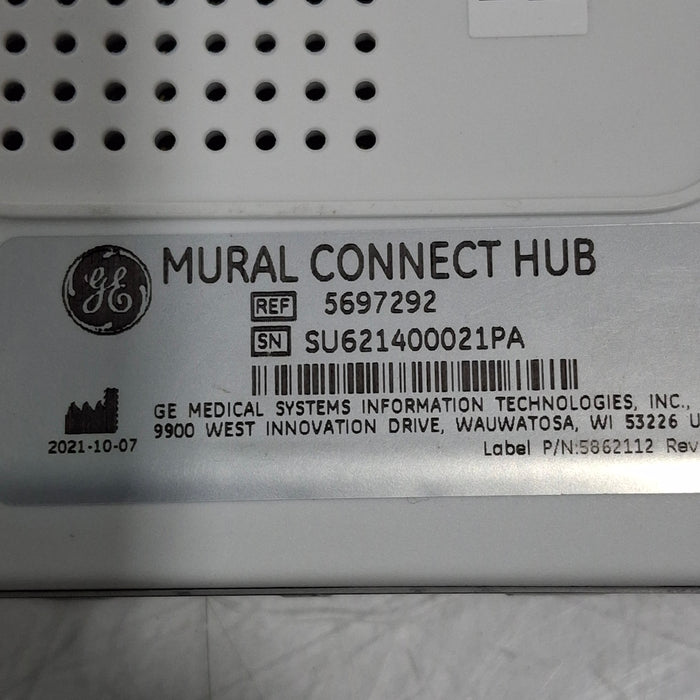 GE
MURAL CONNECT HUB
REF 5697292
SN SU621400021PA
GE MEDICAL SYSTEMS INFORMATION TECHNOLOGIES, INC.,
9900 WEST INNOVATION DRIVE, WAUWATOSA, WI 53226 U
2021-10-07
Label P/N:5862112 Rev